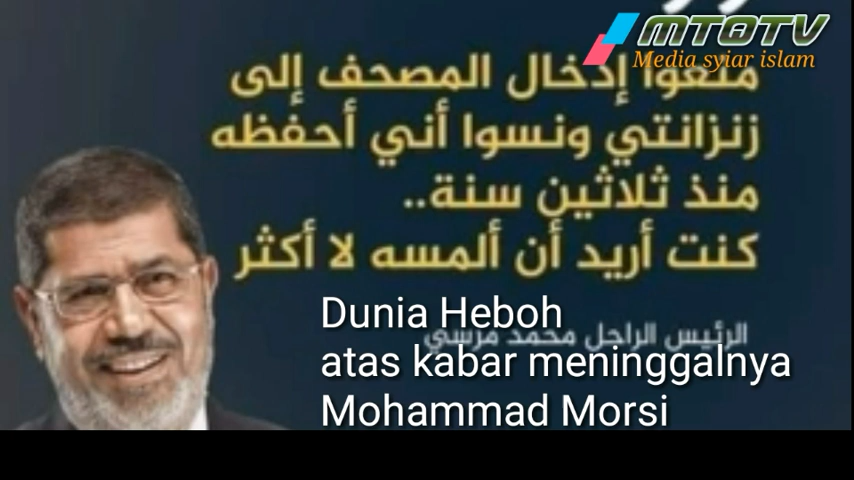 MTQTV
Media syiar islam
منعوا إدخال المصحف إلى
زنزانتي ونسوا أني أحفظه
منذ ثلاثين سنة..
كنت أريد أن ألمسه لا أكثر
الرئيس الراحل محمد مرسي
Dunia Heboh
atas kabar meninggalnya
Mohammad Morsi